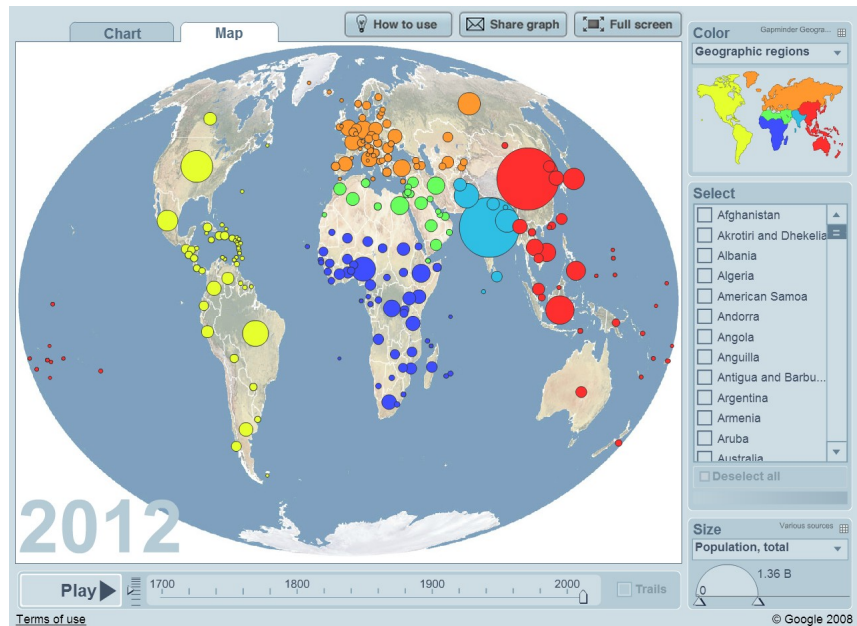 How to use
Share graph
Full screen
Chart
Map
Color
Gapminder Geogra...
Geographic regions
Select
Afghanistan
Akrotiri and Dhekelia
Albania
Algeria
American Samoa
Andorra
Angola
Anguilla
Antigua and Barbu...
Argentina
Armenia
Aruba
Australia
Deselect all
2012
Size
Various sources
Population, total
1.36 B
0
Play
1700
1800
1900
2000
Trails
Terms of use
© Google 2008